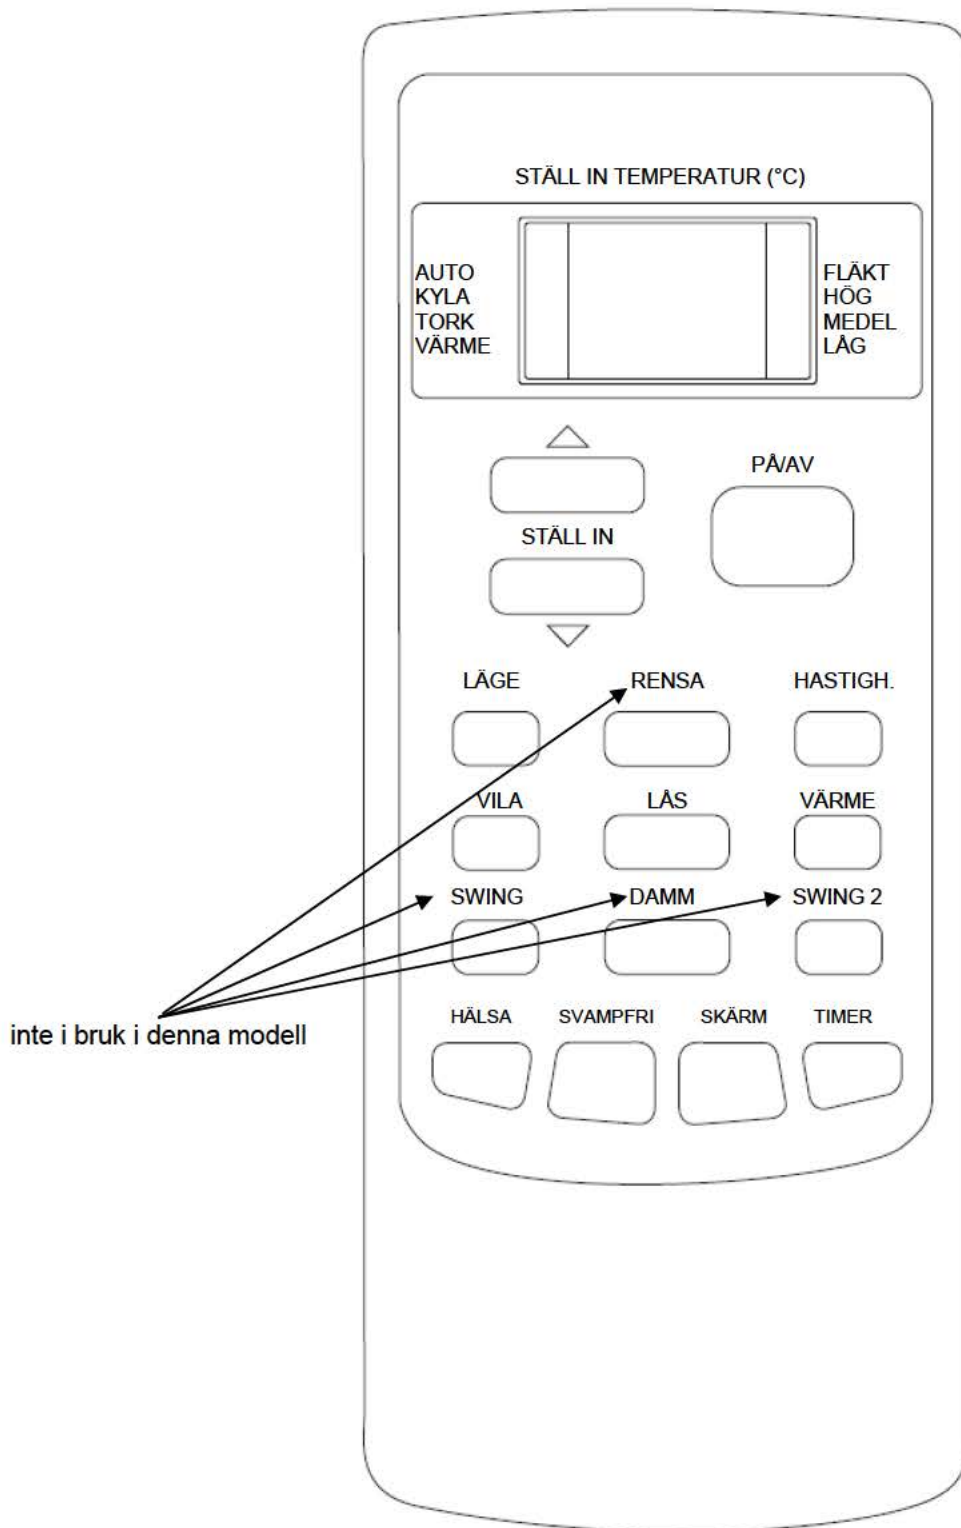 STÄLL IN TEMPERATUR (°C)
AUTO
KYLA
TORK
VÄRME
FLÄKT
HÖG
MEDEL
LÅG
PÅ/AV
STÄLL IN
LÄGE RENSA HASTIGH.
VILA LÅS VÄRME
SWING DAMM SWING 2
HÄLSA SVAMPFRI SKÄRM TIMER
inte i bruk i denna modell